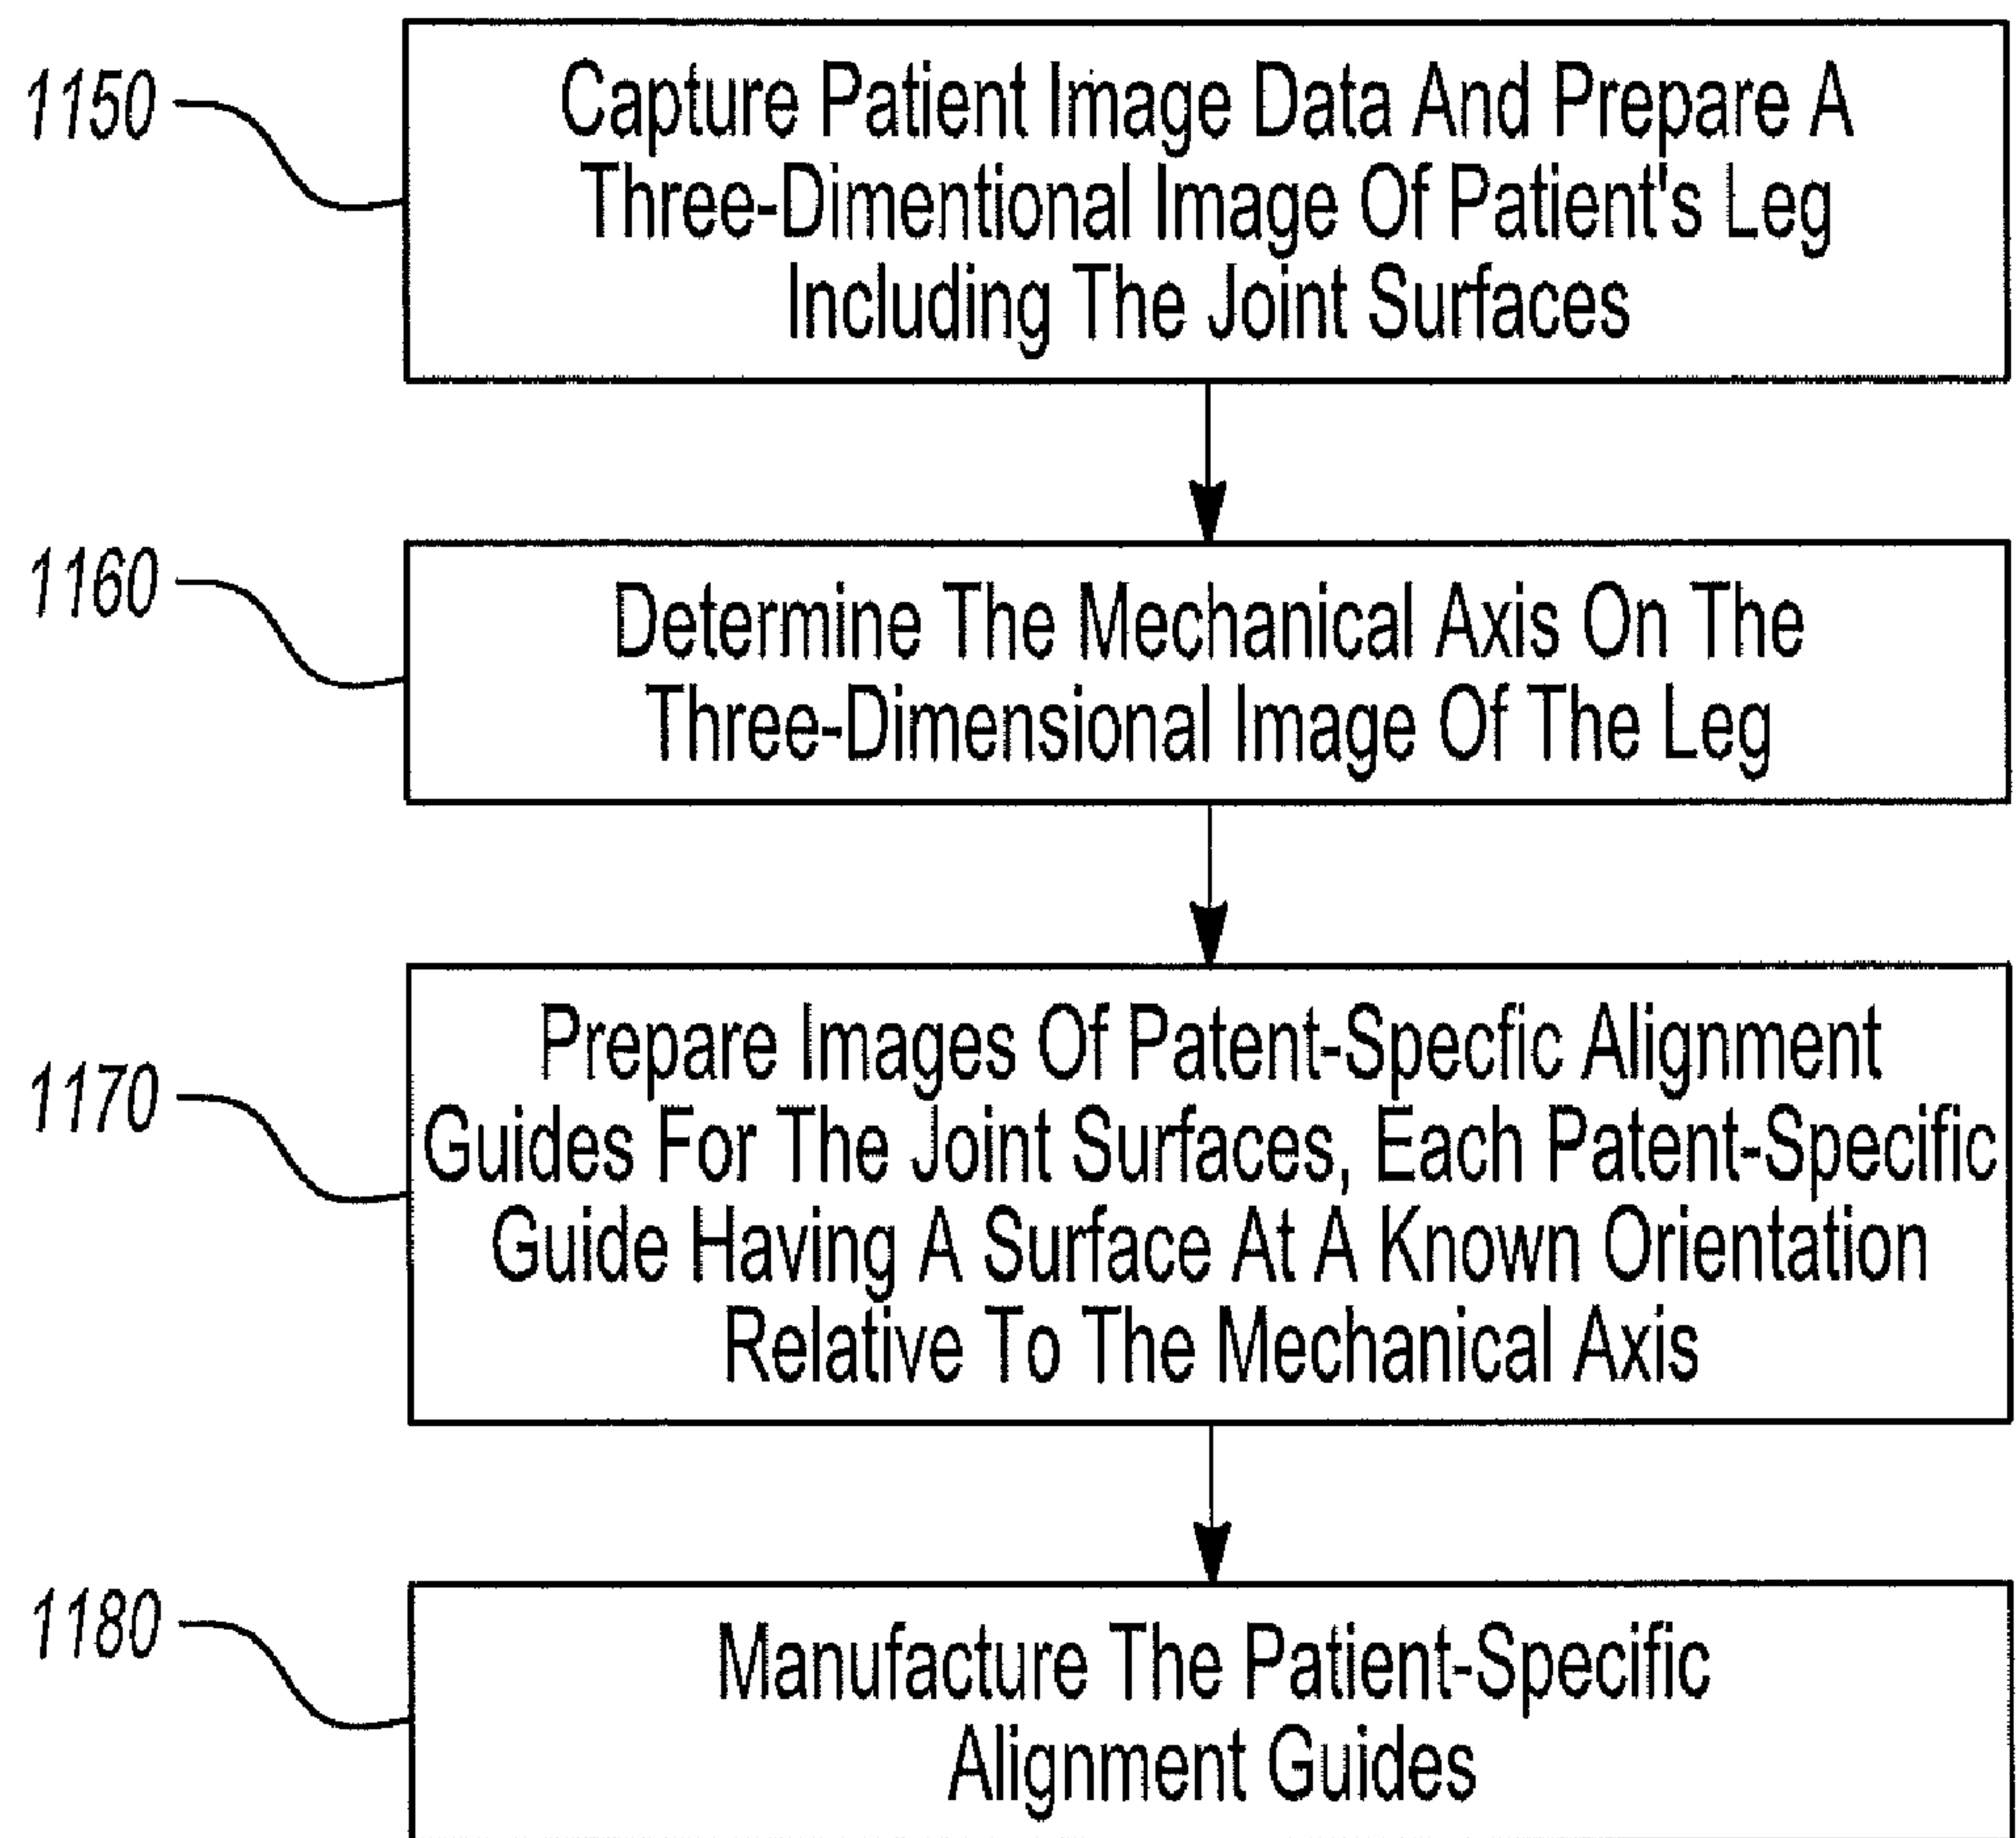 1150
Capture Patient Image Data And Prepare A
Three-Dimentional Image Of Patient's Leg
Including The Joint Surfaces
1160
Determine The Mechanical Axis On The
Three-Dimensional Image Of The Leg
1170
Prepare Images Of Patent-Specfic Alignment
Guides For The Joint Surfaces, Each Patent-Specific
Guide Having A Surface At A Known Orientation
Relative To The Mechanical Axis
1180
Manufacture The Patient-Specific
Alignment Guides